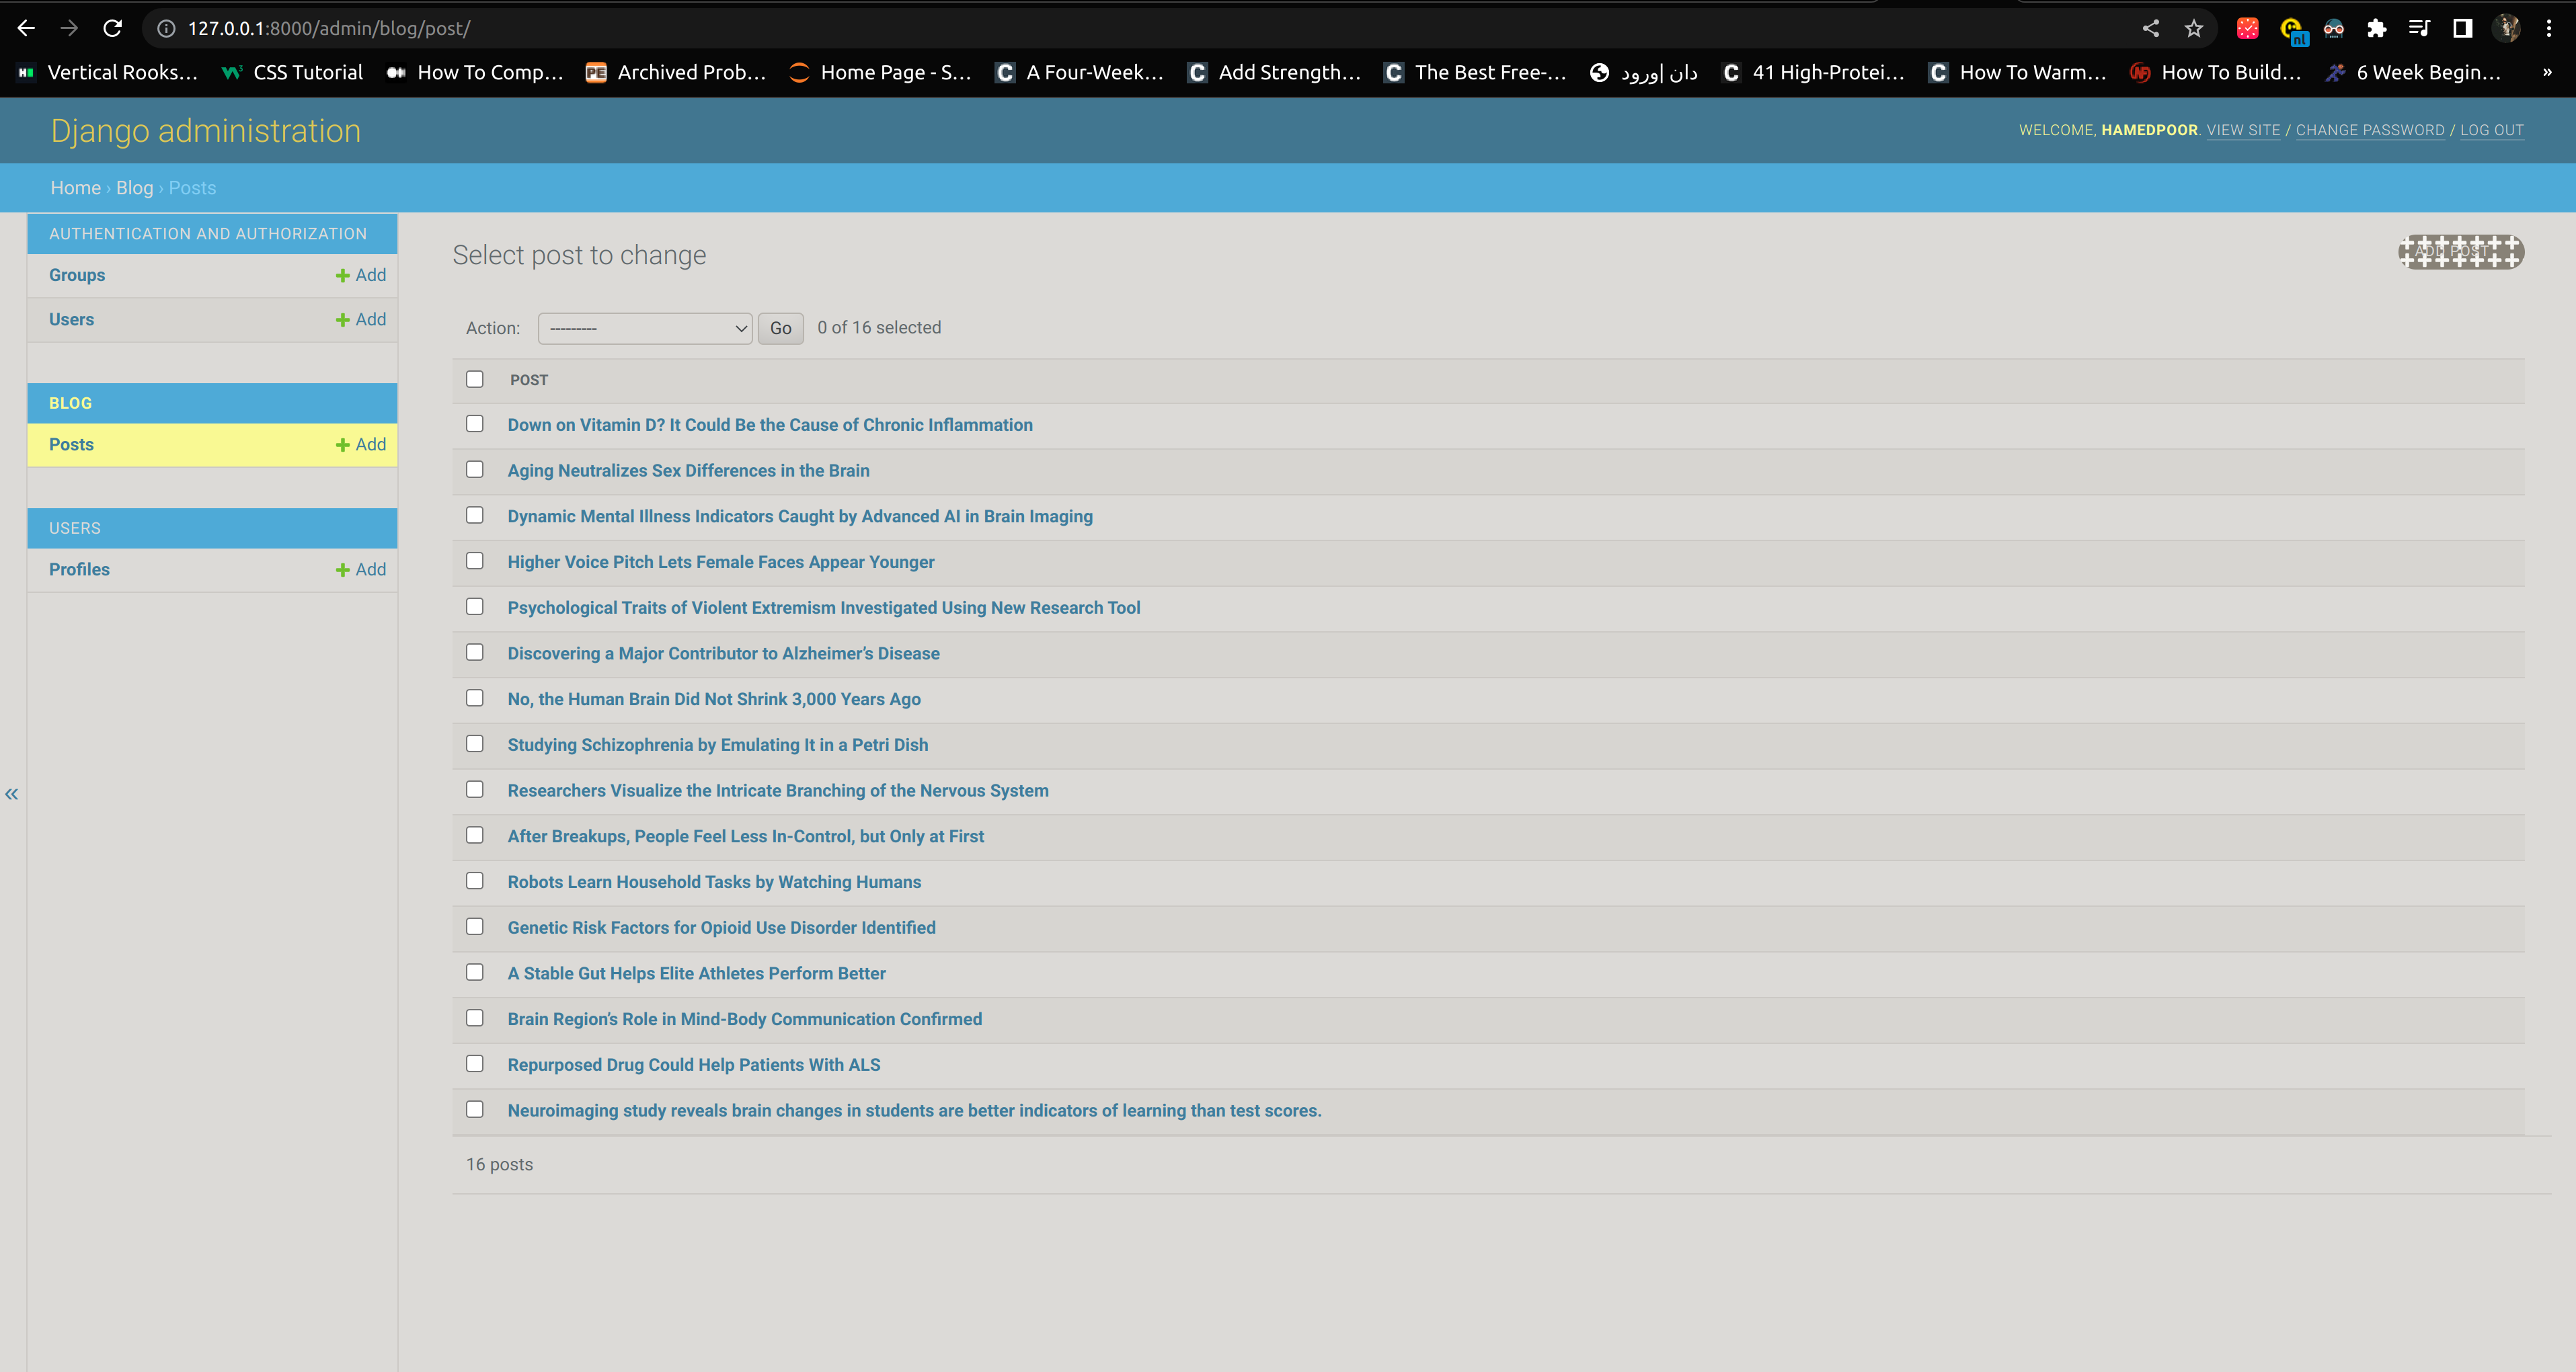 127.0.0.1:8000/admin/blog/post/
nl
Vertical Rooks... CSS Tutorial How To Comp... PE Archived Prob... Home Page - S... C A Four-Week... C Add Strength... C The Best Free-... دان |ورود C 41 High-Protei... C How To Warm... How To Build... 6 Week Begin... »
Django administration
WELCOME, HAMEDPOOR. VIEW SITE / CHANGE PASSWORD / LOG OUT
Home › Blog › Posts
AUTHENTICATION AND AUTHORIZATION
Groups + Add
Users + Add
BLOG
Posts + Add
USERS
Profiles + Add
«
Select post to change
ADD POST
Action: --------- Go 0 of 16 selected
POST
Down on Vitamin D? It Could Be the Cause of Chronic Inflammation
Aging Neutralizes Sex Differences in the Brain
Dynamic Mental Illness Indicators Caught by Advanced AI in Brain Imaging
Higher Voice Pitch Lets Female Faces Appear Younger
Psychological Traits of Violent Extremism Investigated Using New Research Tool
Discovering a Major Contributor to Alzheimer’s Disease
No, the Human Brain Did Not Shrink 3,000 Years Ago
Studying Schizophrenia by Emulating It in a Petri Dish
Researchers Visualize the Intricate Branching of the Nervous System
After Breakups, People Feel Less In-Control, but Only at First
Robots Learn Household Tasks by Watching Humans
Genetic Risk Factors for Opioid Use Disorder Identified
A Stable Gut Helps Elite Athletes Perform Better
Brain Region’s Role in Mind-Body Communication Confirmed
Repurposed Drug Could Help Patients With ALS
Neuroimaging study reveals brain changes in students are better indicators of learning than test scores.
16 posts